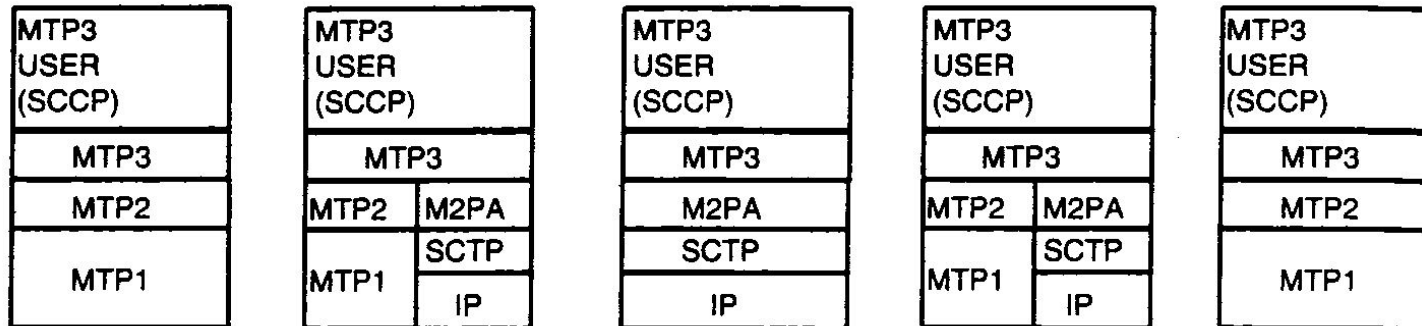 MTP3
USER
(SCCP)
MTP3
MTP2
MTP1
MTP3
USER
(SCCP)
MTP3
MTP2
M2PA
MTP1
SCTP
IP
MTP3
USER
(SCCP)
MTP3
M2PA
SCTP
IP
MTP3
USER
(SCCP)
MTP3
MTP2
M2PA
MTP1
SCTP
IP
MTP3
USER
(SCCP)
MTP3
MTP2
MTP1